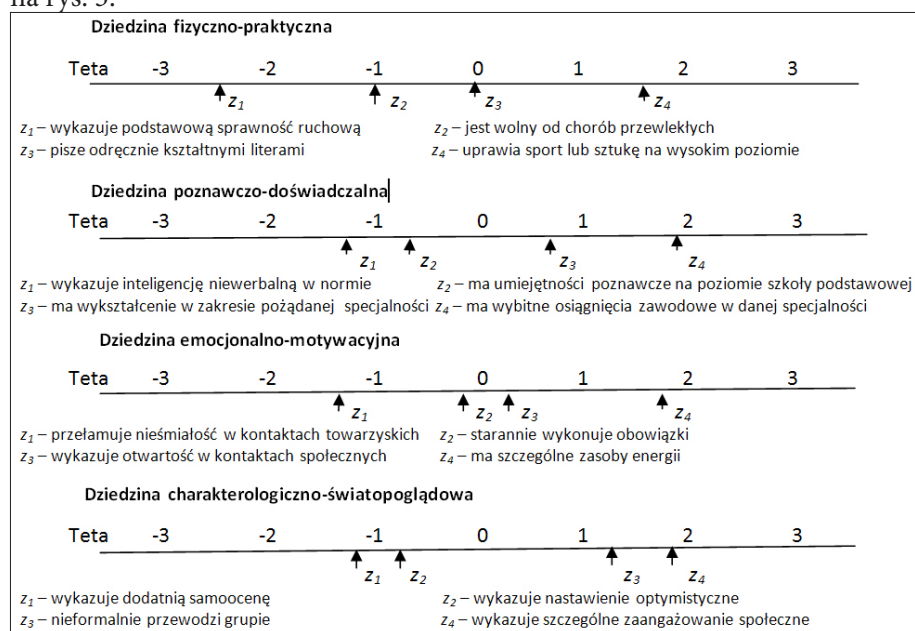 na rys. 3.
Dziedzina fizyczno-praktyczna
Teta -3 -2 -1 0 1 2 3
z1 z2 z3 z4
z1 – wykazuje podstawową sprawność ruchową z2 – jest wolny od chorób przewlekłych
z3 – pisze odręcznie kształtnymi literami z4 – uprawia sport lub sztukę na wysokim poziomie
Dziedzina poznawczo-doświadczalna
Teta -3 -2 -1 0 1 2 3
z1 z2 z3 z4
z1 – wykazuje inteligencję niewerbalną w normie z2 – ma umiejętności poznawcze na poziomie szkoły podstawowej
z3 – ma wykształcenie w zakresie pożądanej specjalności z4 – ma wybitne osiągnięcia zawodowe w danej specjalności
Dziedzina emocjonalno-motywacyjna
Teta -3 -2 -1 0 1 2 3
z1 z2 z3 z4
z1 – przełamuje nieśmiałość w kontaktach towarzyskich z2 – starannie wykonuje obowiązki
z3 – wykazuje otwartość w kontaktach społecznych z4 – ma szczególne zasoby energii
Dziedzina charakterologiczno-światopoglądowa
Teta -3 -2 -1 0 1 2 3
z1 z2 z3 z4
z1 – wykazuje dodatnią samoocenę z2 – wykazuje nastawienie optymistyczne
z3 – nieformalnie przewodzi grupie z4 – wykazuje szczególne zaangażowanie społeczne